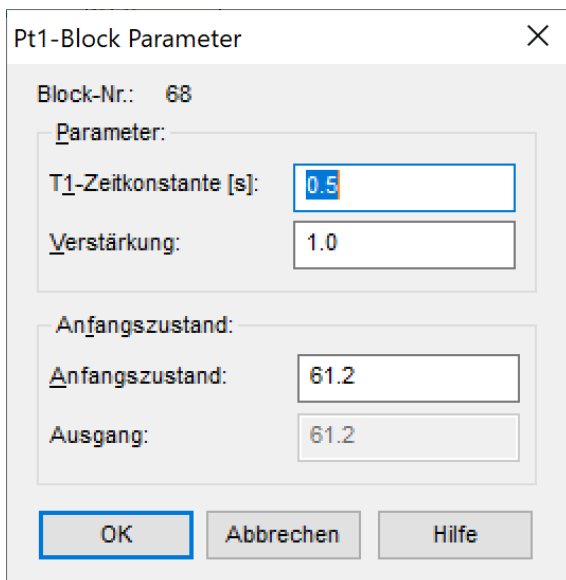 Pt1-Block Parameter
Block-Nr.: 68
Parameter:
T1-Zeitkonstante [s]: 0.5
Verstärkung: 1.0
Anfangszustand:
Anfangszustand: 61.2
Ausgang: 61.2
OK Abbrechen Hilfe